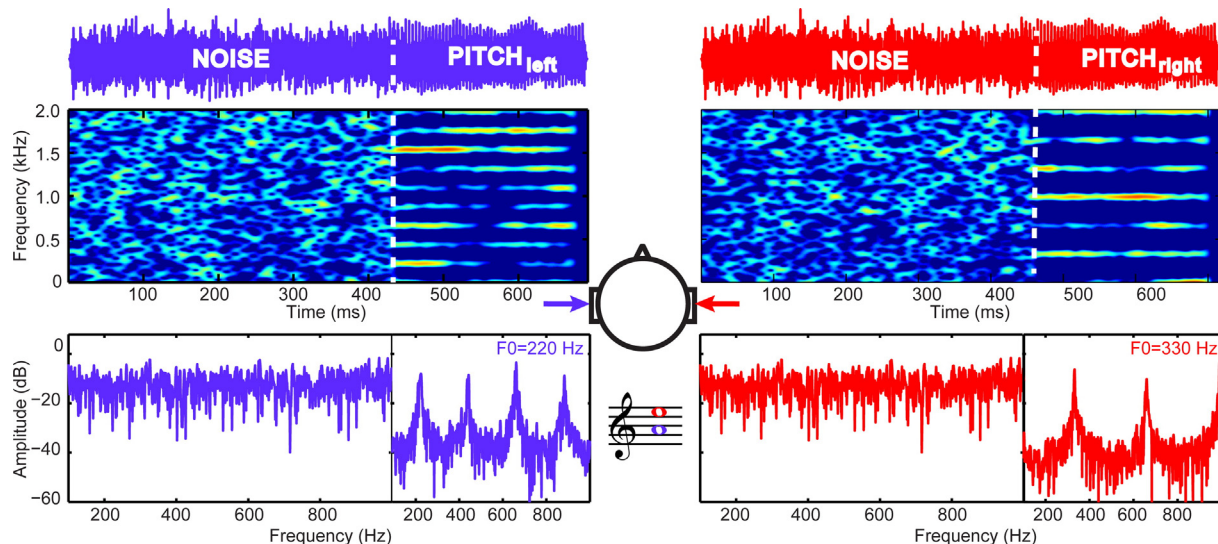 NOISE PITCHleft
NOISE PITCHright
Frequency (kHz)
2.0
1.5
1.0
0.5
0
100 200 300 400 500 600
Time (ms)
100 200 300 400 500 600
Time (ms)
Amplitude (dB)
0
−20
−40
−60
F0=220 Hz
F0=330 Hz
200 400 600 800 200 400 600 800
Frequency (Hz)
200 400 600 800 200 400 600 800
Frequency (Hz)